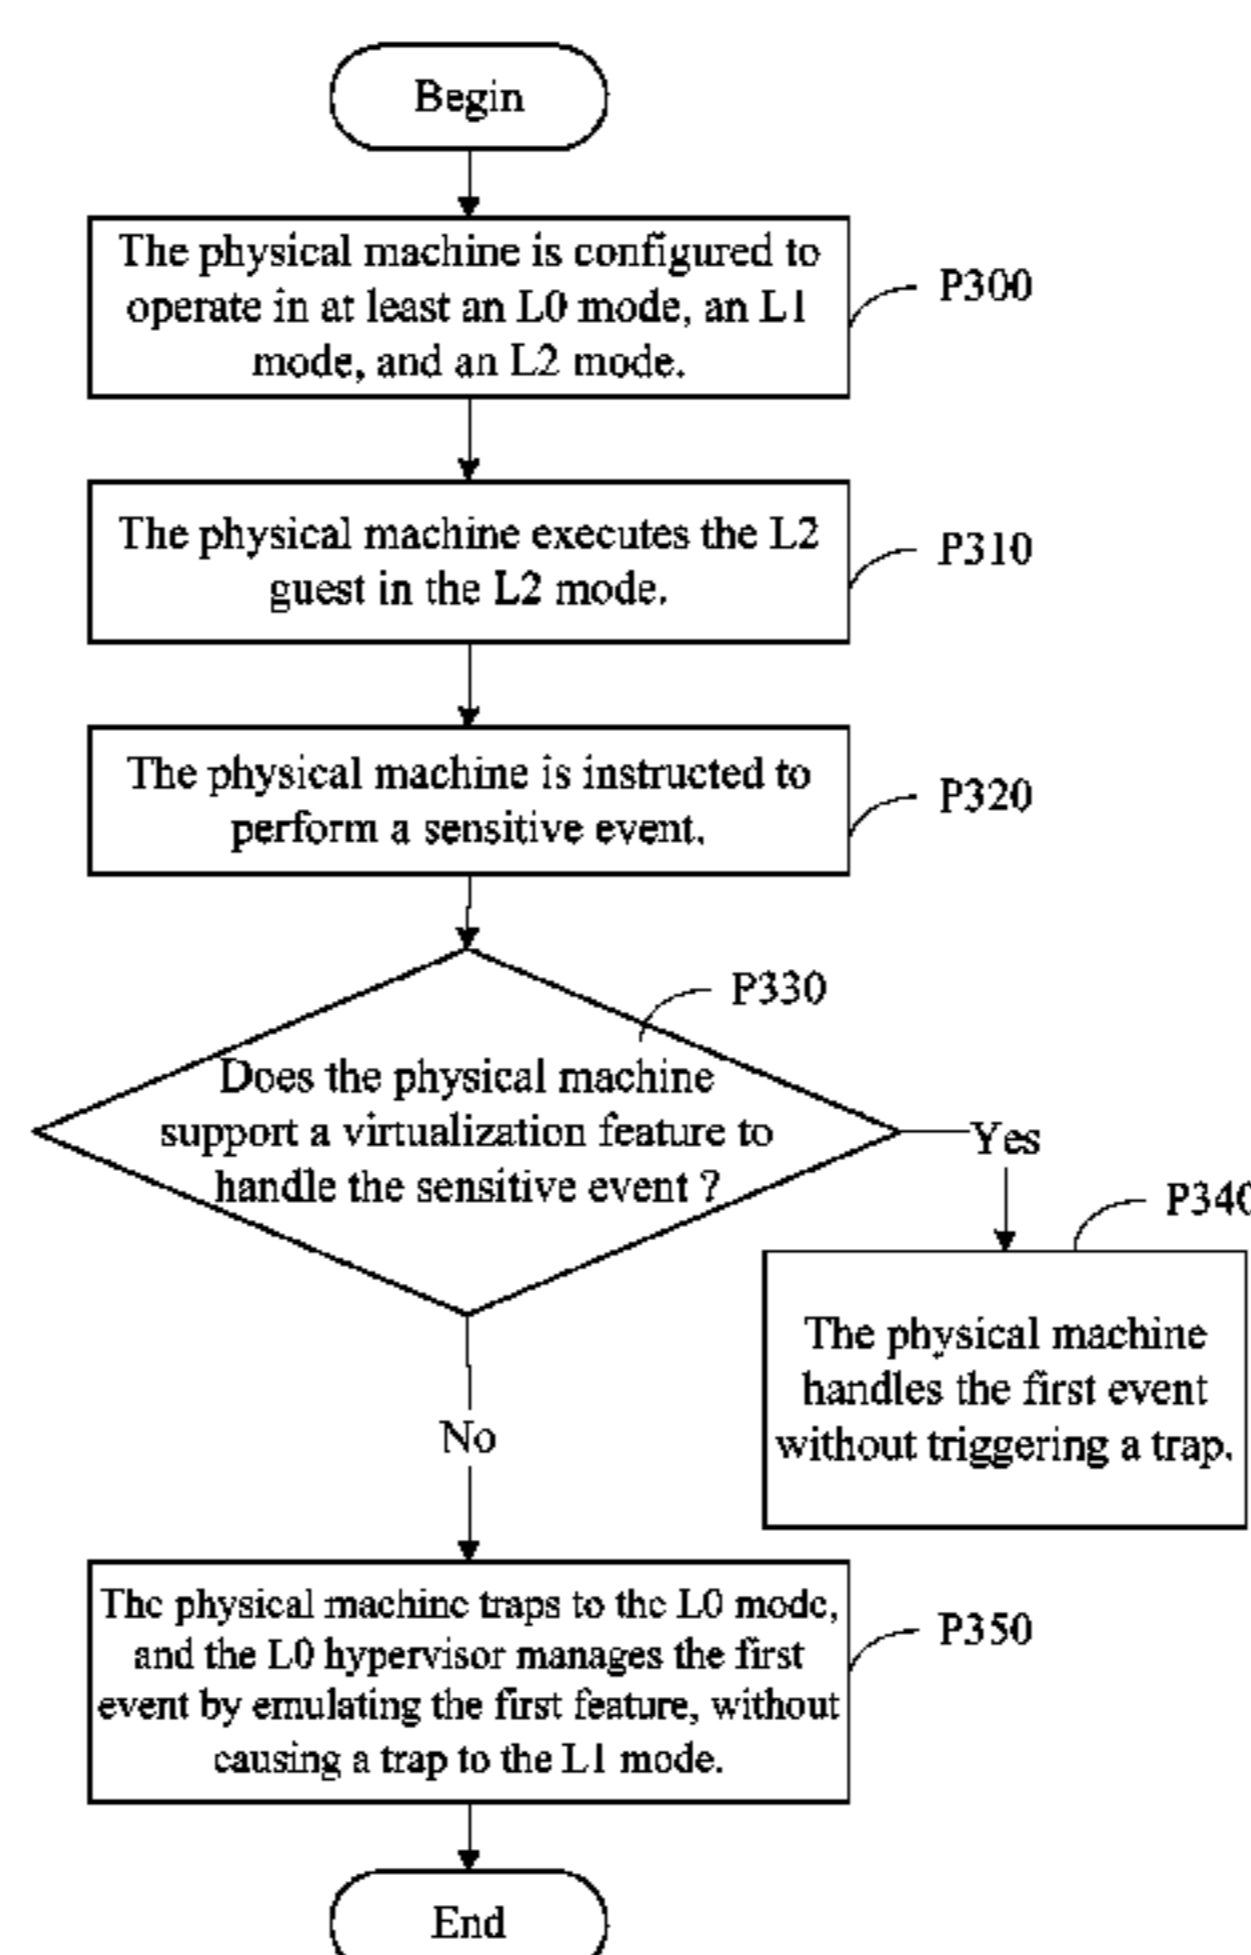 Begin
The physical machine is configured to
operate in at least an L0 mode, an L1
mode, and an L2 mode.
P300
The physical machine executes the L2
guest in the L2 mode.
P310
The physical machine is instructed to
perform a sensitive event.
P320
P330
Does the physical machine
support a virtualization feature to
handle the sensitive event ?
Yes
P340
The physical machine
handles the first event
without triggering a trap.
No
The physical machine traps to the L0 mode,
and the L0 hypervisor manages the first
event by emulating the first feature, without
causing a trap to the L1 mode.
P350
End